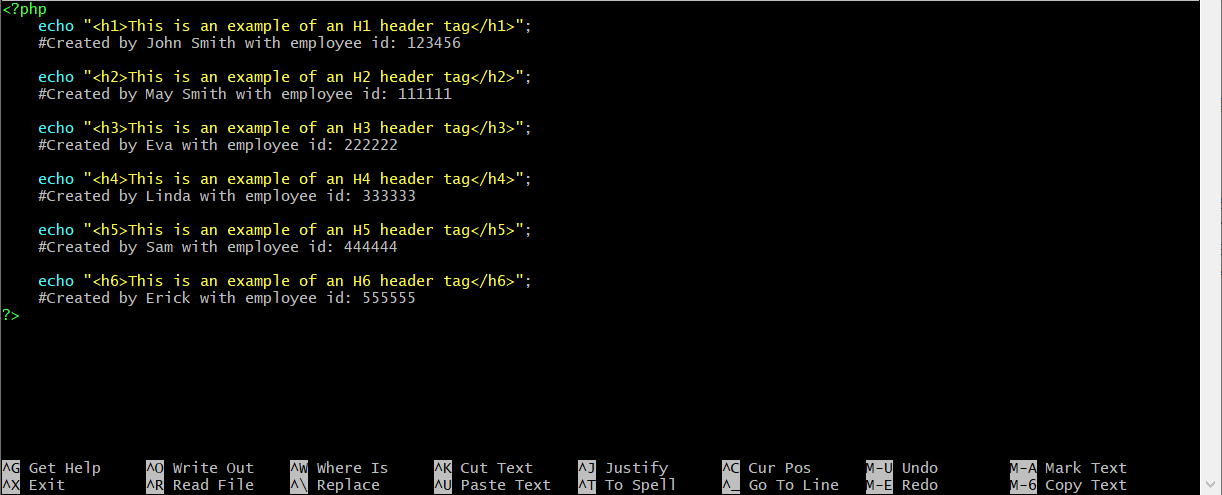 <?php
    echo "<h1>This is an example of an H1 header tag</h1>";
    #Created by John Smith with employee id: 123456

    echo "<h2>This is an example of an H2 header tag</h2>";
    #Created by May Smith with employee id: 111111

    echo "<h3>This is an example of an H3 header tag</h3>";
    #Created by Eva with employee id: 222222

    echo "<h4>This is an example of an H4 header tag</h4>";
    #Created by Linda with employee id: 333333

    echo "<h5>This is an example of an H5 header tag</h5>";
    #Created by Sam with employee id: 444444

    echo "<h6>This is an example of an H6 header tag</h6>";
    #Created by Erick with employee id: 555555
?>
^G Get Help ^O Write Out ^W Where Is ^K Cut Text ^J Justify ^C Cur Pos M-U Undo M-A Mark Text
^X Exit ^R Read File ^\ Replace ^U Paste Text ^T To Spell ^_ Go To Line M-E Redo M-6 Copy Text